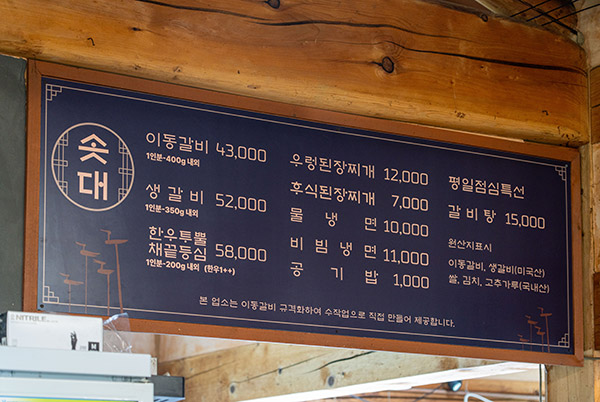 솟대
이동갈비 43,000
1인분-400g 내외
생갈비 52,000
1인분-350g 내외
한우투뿔
채끝등심 58,000
1인분-200g 내외 (한우1++)
우렁된장찌개 12,000
후식된장찌개 7,000
물냉면 10,000
비빔냉면 11,000
공기밥 1,000
평일점심특선
갈비탕 15,000
원산지표시
이동갈비, 생갈비(미국산)
쌀, 김치, 고추가루(국내산)
본 업소는 이동갈비 규격화하여 수작업으로 직접 만들어 제공합니다.
NITRILE
M